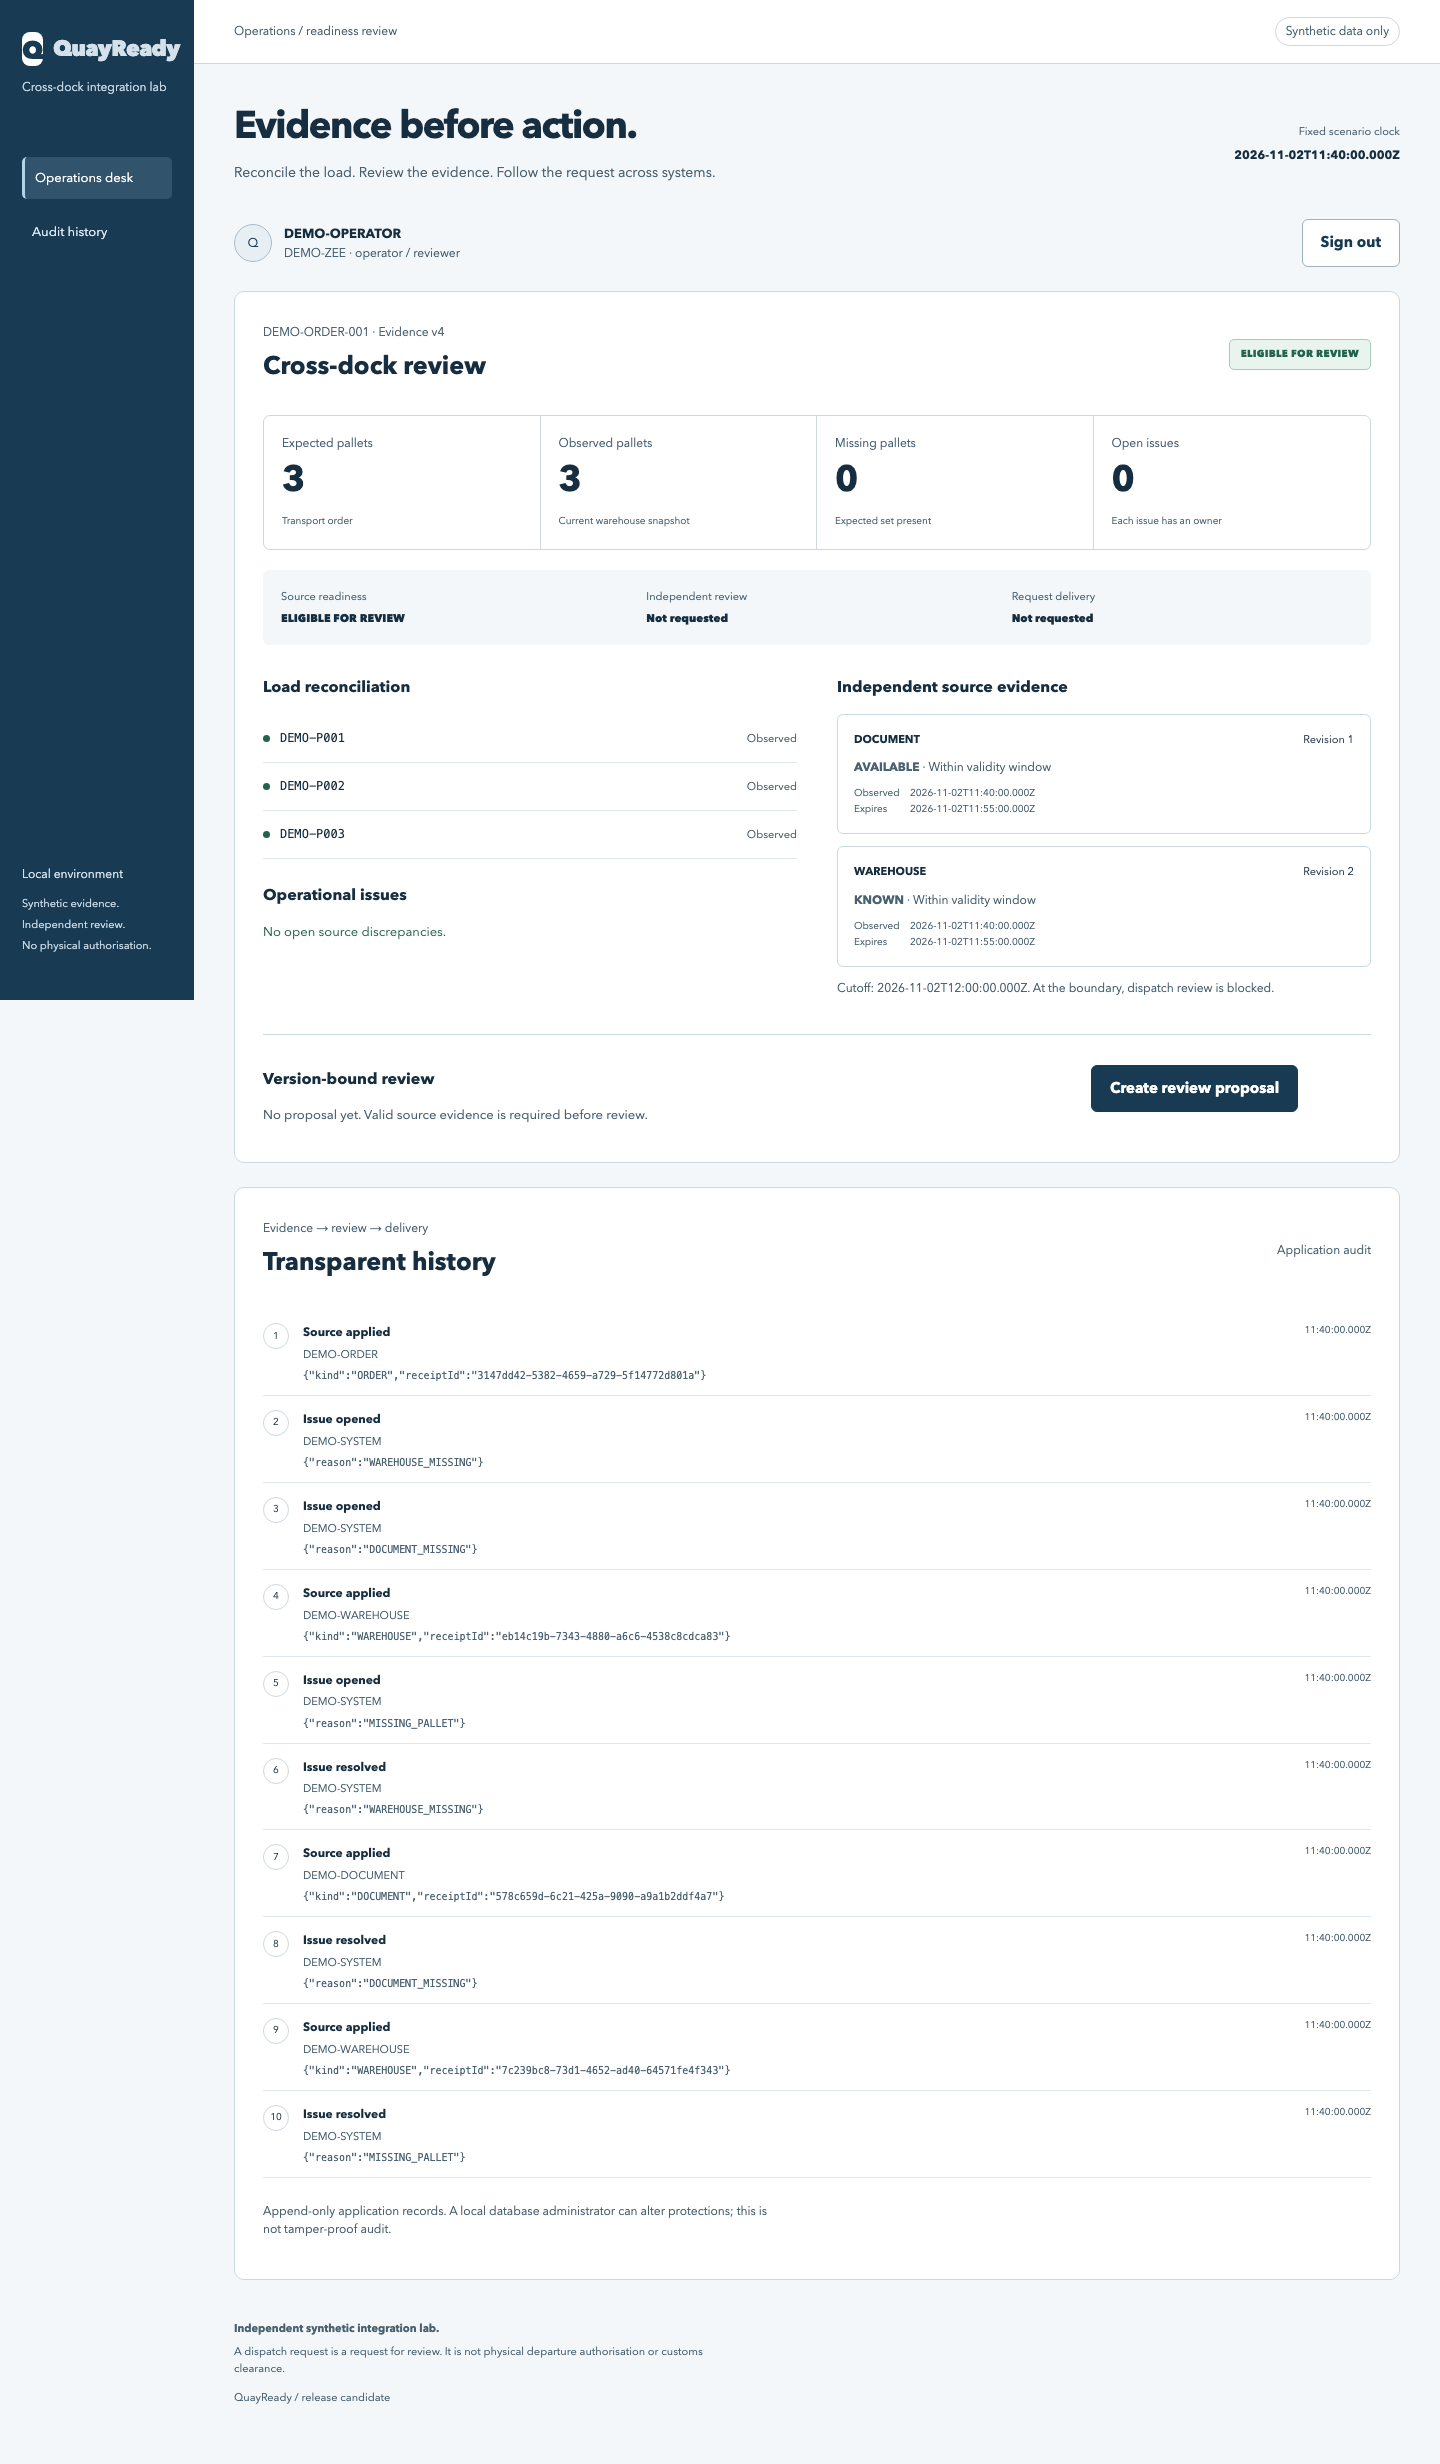 QuayReady
Cross-dock integration lab
Operations desk
Audit history
Local environment
Synthetic evidence.
Independent review.
No physical authorisation.
Operations / readiness review
Synthetic data only
Evidence before action.
Reconcile the load. Review the evidence. Follow the request across systems.
Fixed scenario clock
2026-11-02T11:40:00.000Z
Q
DEMO-OPERATOR
DEMO-ZEE · operator / reviewer
Sign out
DEMO-ORDER-001 · Evidence v4
Cross-dock review
ELIGIBLE FOR REVIEW
Expected pallets
3
Transport order
Observed pallets
3
Current warehouse snapshot
Missing pallets
0
Expected set present
Open issues
0
Each issue has an owner
Source readiness
ELIGIBLE FOR REVIEW
Independent review
Not requested
Request delivery
Not requested
Load reconciliation
DEMO-P001 Observed
DEMO-P002 Observed
DEMO-P003 Observed
Operational issues
No open source discrepancies.
Independent source evidence
DOCUMENT Revision 1
AVAILABLE · Within validity window
Observed 2026-11-02T11:40:00.000Z
Expires 2026-11-02T11:55:00.000Z
WAREHOUSE Revision 2
KNOWN · Within validity window
Observed 2026-11-02T11:40:00.000Z
Expires 2026-11-02T11:55:00.000Z
Cutoff: 2026-11-02T12:00:00.000Z. At the boundary, dispatch review is blocked.
Version-bound review
No proposal yet. Valid source evidence is required before review.
Create review proposal
Evidence → review → delivery
Transparent history
Application audit
1 Source applied 11:40:00.000Z
DEMO-ORDER
{"kind":"ORDER","receiptId":"3147dd42-5382-4659-a729-5f14772d801a"}
2 Issue opened 11:40:00.000Z
DEMO-SYSTEM
{"reason":"WAREHOUSE_MISSING"}
3 Issue opened 11:40:00.000Z
DEMO-SYSTEM
{"reason":"DOCUMENT_MISSING"}
4 Source applied 11:40:00.000Z
DEMO-WAREHOUSE
{"kind":"WAREHOUSE","receiptId":"eb14c19b-7343-4880-a6c6-4538c8cdca83"}
5 Issue opened 11:40:00.000Z
DEMO-SYSTEM
{"reason":"MISSING_PALLET"}
6 Issue resolved 11:40:00.000Z
DEMO-SYSTEM
{"reason":"WAREHOUSE_MISSING"}
7 Source applied 11:40:00.000Z
DEMO-DOCUMENT
{"kind":"DOCUMENT","receiptId":"578c659d-6c21-425a-9090-a9a1b2ddf4a7"}
8 Issue resolved 11:40:00.000Z
DEMO-SYSTEM
{"reason":"DOCUMENT_MISSING"}
9 Source applied 11:40:00.000Z
DEMO-WAREHOUSE
{"kind":"WAREHOUSE","receiptId":"7c239bc8-73d1-4652-ad40-64571fe4f343"}
10 Issue resolved 11:40:00.000Z
DEMO-SYSTEM
{"reason":"MISSING_PALLET"}
Append-only application records. A local database administrator can alter protections; this is
not tamper-proof audit.
Independent synthetic integration lab.
A dispatch request is a request for review. It is not physical departure authorisation or customs
clearance.
QuayReady / release candidate